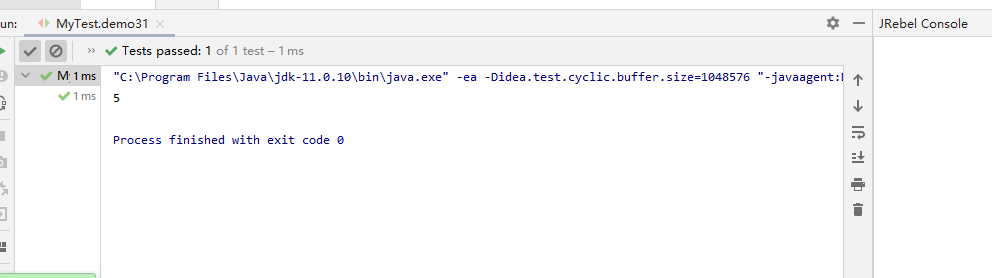 un: MyTest.demo31
JRebel Console
Tests passed: 1 of 1 test – 1 ms
1 ms
1 ms
"C:\Program Files\Java\jdk-11.0.10\bin\java.exe" -ea -Didea.test.cyclic.buffer.size=1048576 "-javaagent:
5
Process finished with exit code 0